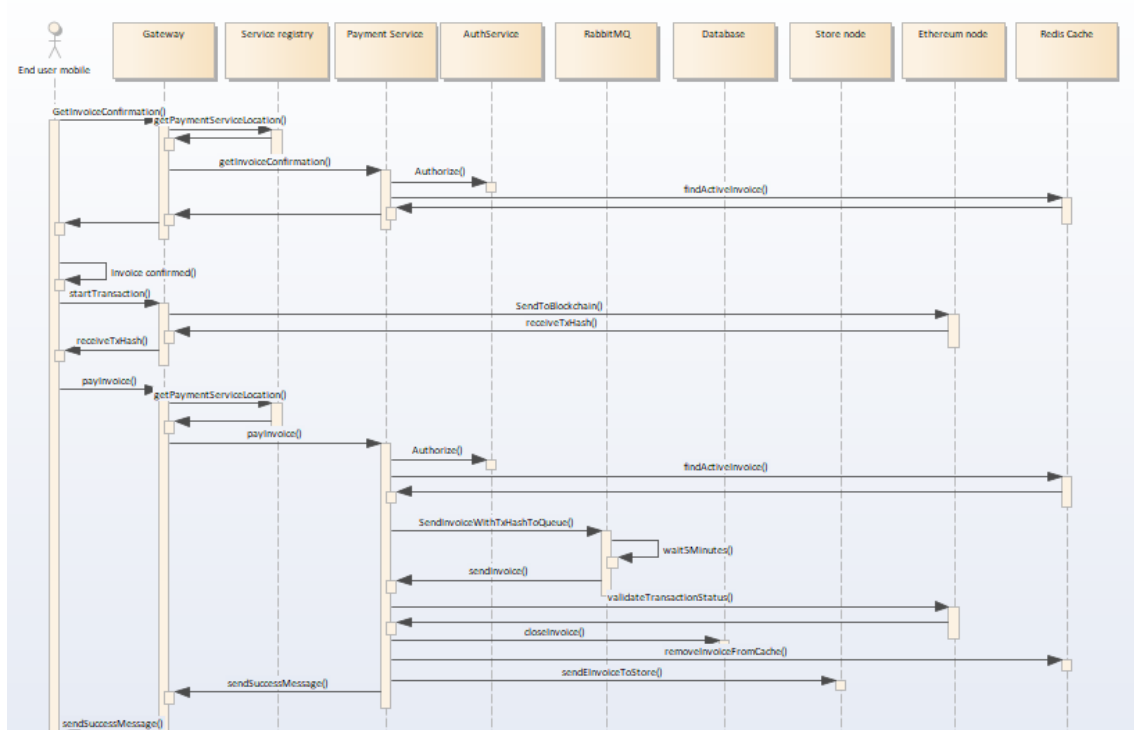 Gateway
Service registry
Payment Service
AuthService
RabbitMQ
Database
Store node
Ethereum node
Redis Cache
End user mobile
GetInvoiceConfirmation()
getPaymentServiceLocation()
getInvoiceConfirmation()
Authorize()
findActiveInvoice()
Invoice confirmed()
startTransaction()
SendToBlockchain()
receiveTxHash()
receiveTxHash()
payInvoice()
getPaymentServiceLocation()
payInvoice()
Authorize()
findActiveInvoice()
SendInvoiceWithTxHashToQueue()
wait5Minutes()
sendInvoice()
validateTransactionStatus()
closeInvoice()
removeInvoiceFromCache()
sendEInvoiceToStore()
sendSuccessMessage()
sendSuccessMessage()